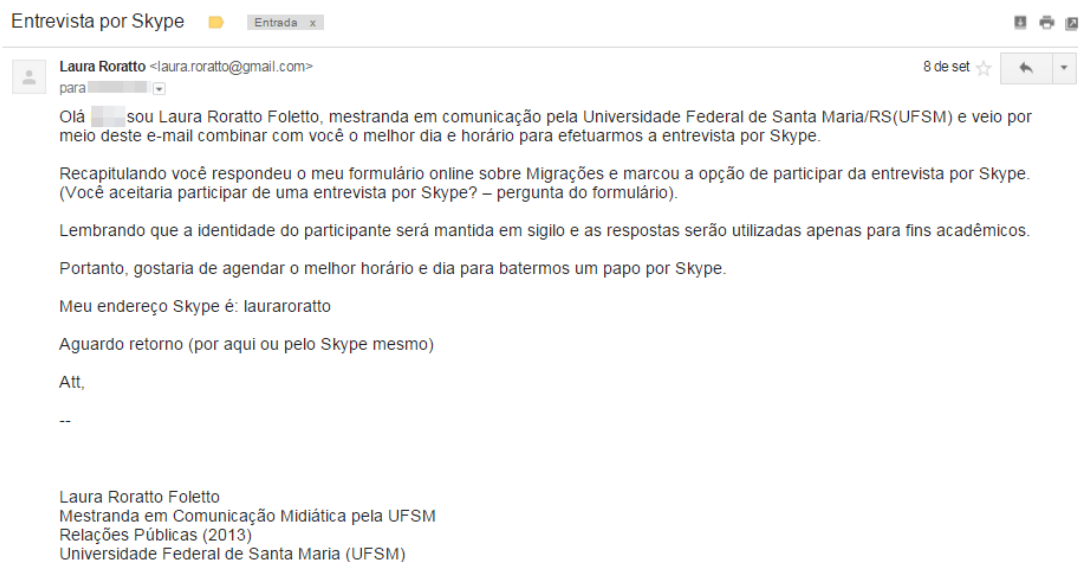 Entrevista por Skype
Entrada x
Laura Roratto <laura.roratto@gmail.com>
8 de set
para
Olá sou Laura Roratto Foletto, mestranda em comunicação pela Universidade Federal de Santa Maria/RS(UFSM) e veio por
meio deste e-mail combinar com você o melhor dia e horário para efetuarmos a entrevista por Skype.
Recapitulando você respondeu o meu formulário online sobre Migrações e marcou a opção de participar da entrevista por Skype.
(Você aceitaria participar de uma entrevista por Skype? – pergunta do formulário).
Lembrando que a identidade do participante será mantida em sigilo e as respostas serão utilizadas apenas para fins acadêmicos.
Portanto, gostaria de agendar o melhor horário e dia para batermos um papo por Skype.
Meu endereço Skype é: lauraroratto
Aguardo retorno (por aqui ou pelo Skype mesmo)
Att,
--
Laura Roratto Foletto
Mestranda em Comunicação Midiática pela UFSM
Relações Públicas (2013)
Universidade Federal de Santa Maria (UFSM)